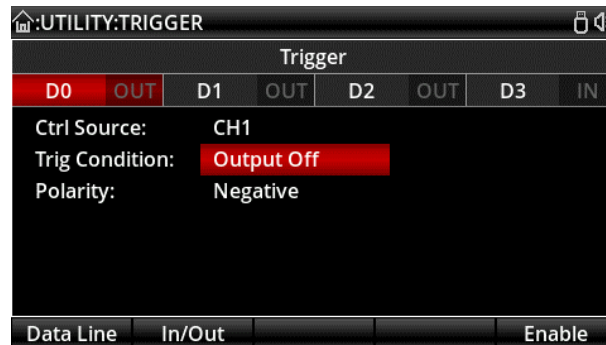 :UTILITY:TRIGGER
Trigger
D0 OUT D1 OUT D2 OUT D3 IN
Ctrl Source: CH1
Trig Condition: Output Off
Polarity: Negative
Data Line In/Out Enable